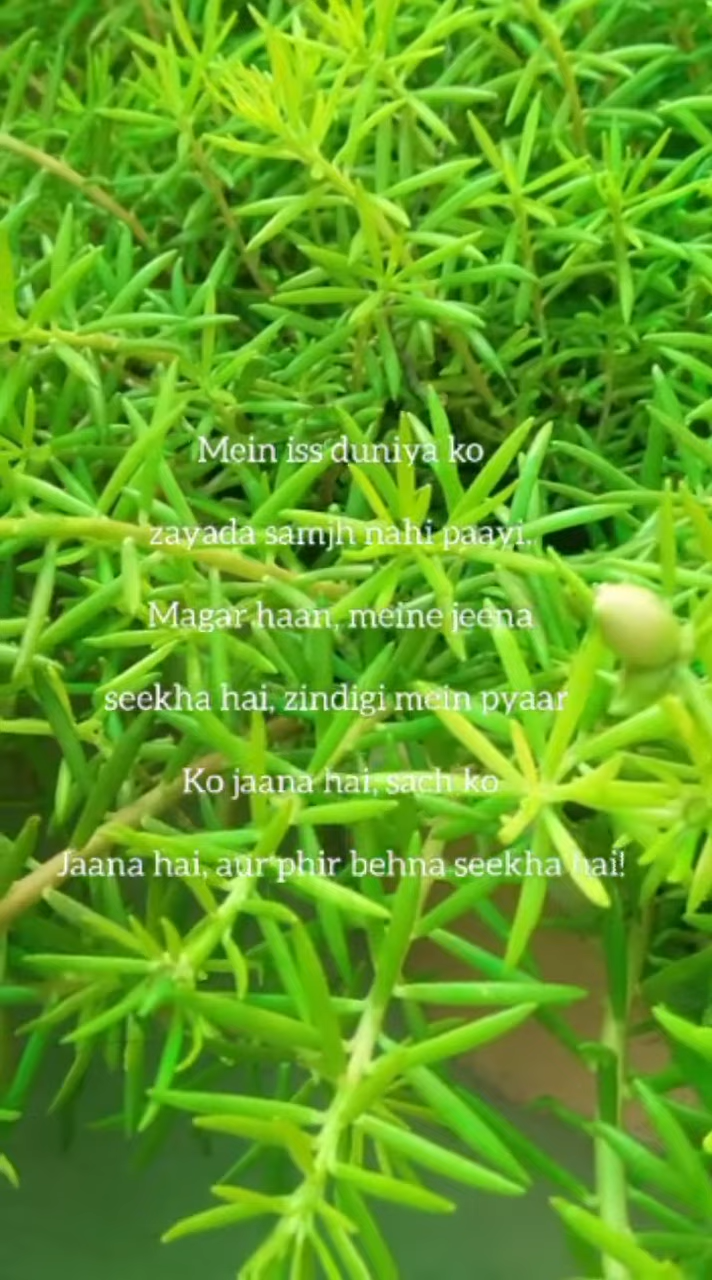 Mein iss duniya ko
zayada samjh nahi paayi..
Magar haan, meine jeena
seekha hai, zindigi mein pyaar
Ko jaana hai, sach ko
Jaana hai, aur phir behna seekha hai!